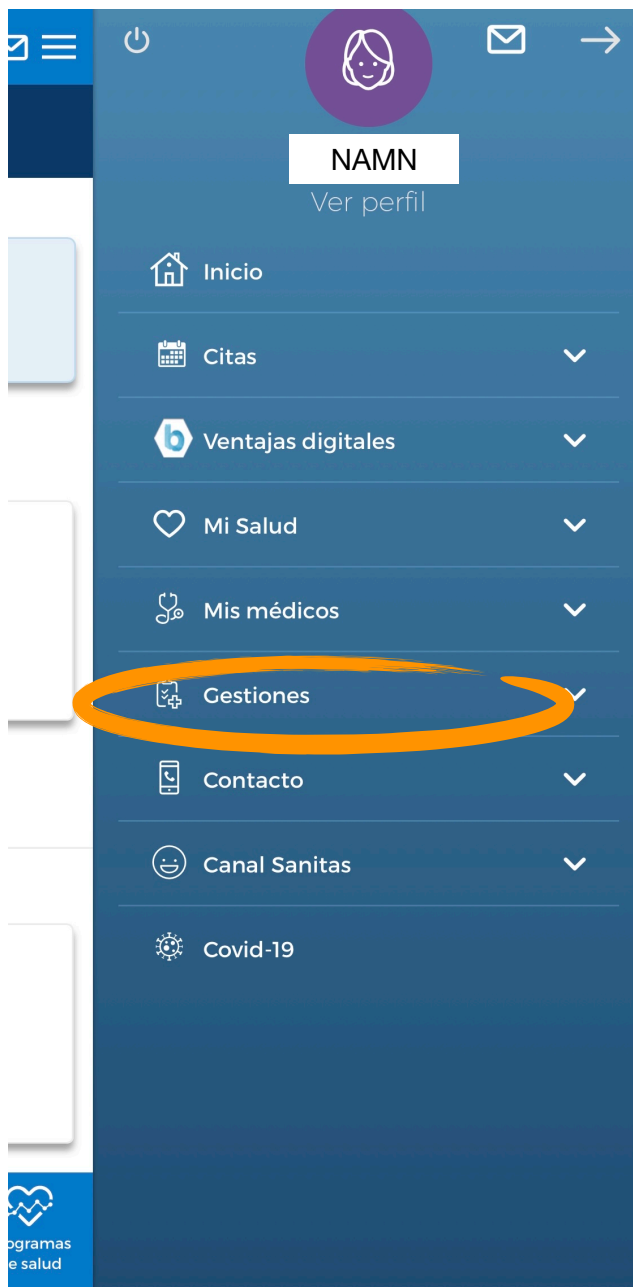 NAMN
Ver perfil
Inicio
Citas
b Ventajas digitales
Mi Salud
Mis médicos
Gestiones
Contacto
Canal Sanitas
Covid-19
ogramas
e salud